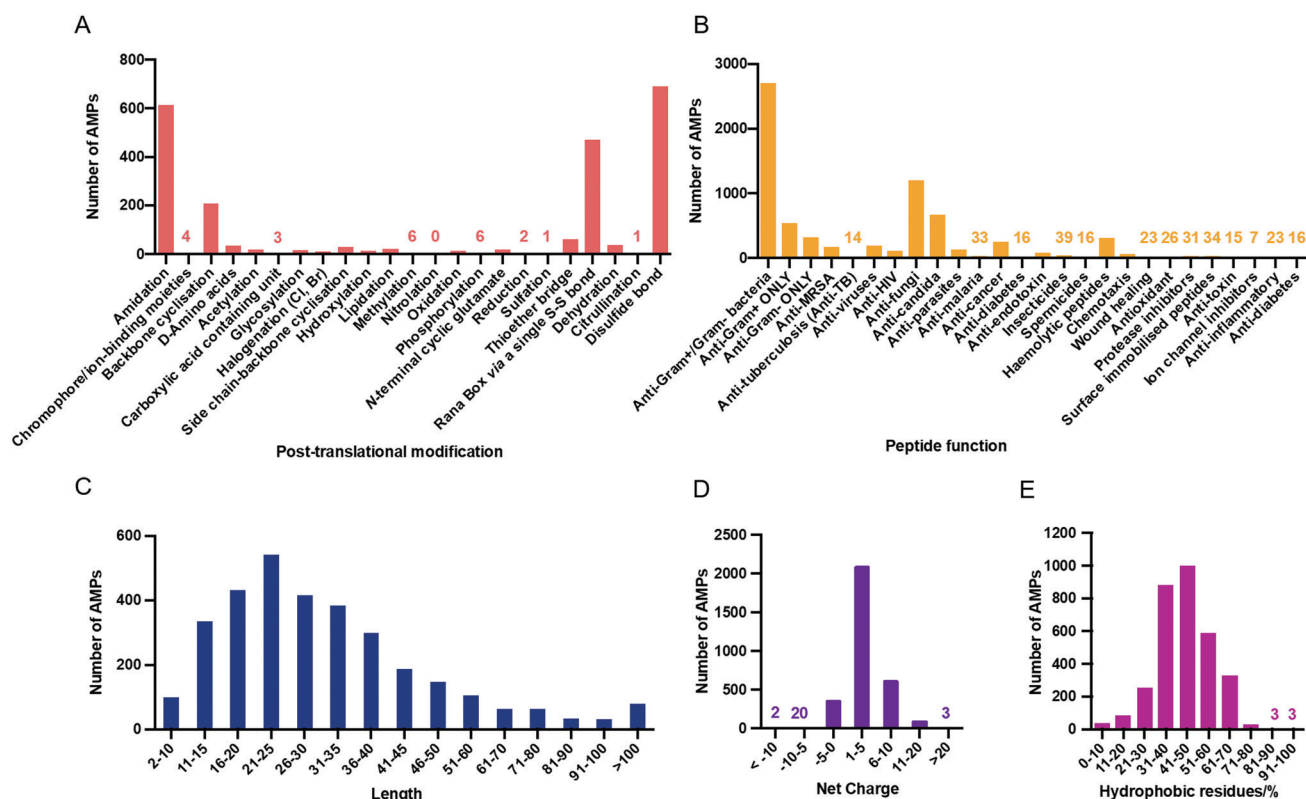 A
Number of AMPs
800
600
400
200
0
4
3
6
0
6
2
1
1
Amidation
Chromophore/ion-binding moieties
Backbone cyclisation
D-Amino acids
Acetylation
Carboxylic acid containing unit
Glycosylation
Halogenation (Cl, Br)
Side chain-backbone cyclisation
Hydroxylation
Lipidation
Methylation
Nitrolation
Oxidation
Phosphorylation
N-terminal cyclic glutamate
Reduction
Sulfation
Thioether bridge
Rana Box via a single S-S bond
Dehydration
Citrullination
Disulfide bond
Post-translational modification
B
Number of AMPs
3000
2000
1000
0
14
33
16
39
16
23
26
31
34
15
7
23
16
Anti-Gram+/Gram- bacteria
Anti-Gram+ ONLY
Anti-Gram- ONLY
Anti-MRSA
Anti-tuberculosis (Anti-TB)
Anti-viruses
Anti-HIV
Anti-fungi
Anti-candida
Anti-parasites
Anti-malaria
Anti-cancer
Anti-diabetes
Anti-endotoxin
Insecticides
Spermicides
Haemolytic peptides
Chemotaxis
Wound healing
Antioxidant
Protease inhibitors
Surface immobilised peptides
Anti-toxin
Ion channel inhibitors
Anti-inflammatory
Anti-diabetes
Peptide function
C
Number of AMPs
600
400
200
0
2-10
11-15
16-20
21-25
26-30
31-35
36-40
41-45
46-50
51-60
61-70
71-80
81-90
91-100
>100
Length
D
Number of AMPs
2500
2000
1500
1000
500
0
2
20
3
< -10
-10-5
-5-0
1-5
6-10
11-20
>20
Net Charge
E
Number of AMPs
1200
1000
800
600
400
200
0
3
3
0-10
11-20
21-30
31-40
41-50
51-60
61-70
71-80
81-90
91-100
Hydrophobic residues/%